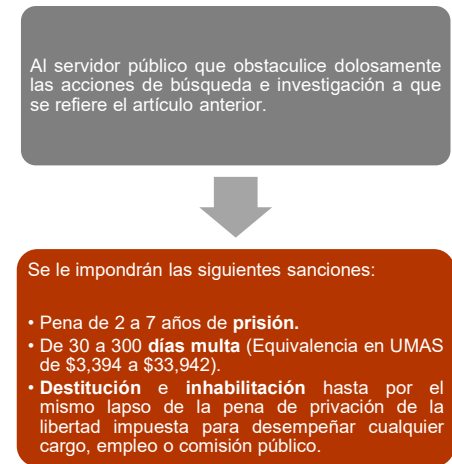 Al servidor público que obstaculice dolosamente
las acciones de búsqueda e investigación a que
se refiere el artículo anterior.
Se le impondrán las siguientes sanciones:
• Pena de 2 a 7 años de prisión.
• De 30 a 300 días multa (Equivalencia en UMAS
de $3,394 a $33,942).
• Destitución e inhabilitación hasta por el
mismo lapso de la pena de privación de la
libertad impuesta para desempeñar cualquier
cargo, empleo o comisión público.